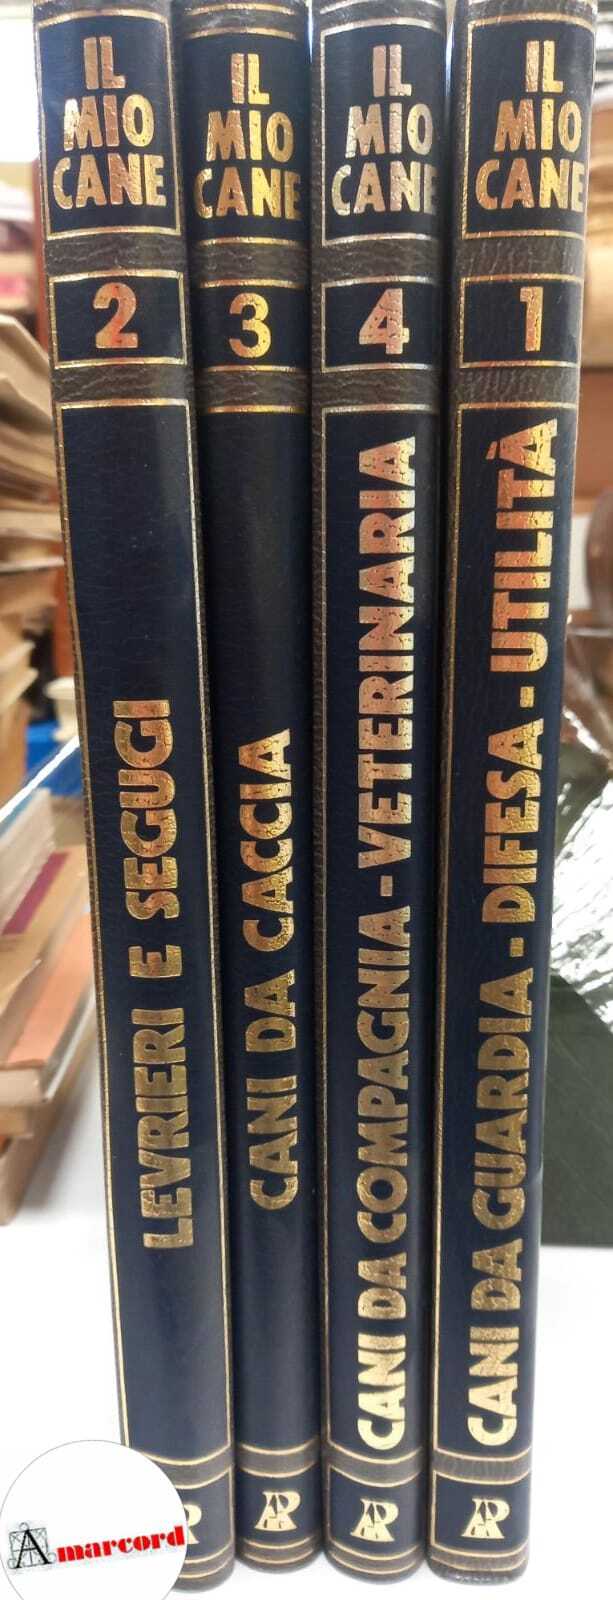 IL
MIO
CANE
2
LEVRIERI E SEGUGI
IL
MIO
CANE
3
CANI DA CACCIA
IL
MIO
CANE
4
CANI DA COMPAGNIA - VETERINARIA
IL
MIO
CANE
1
CANI DA GUARDIA - DIFESA - UTILITÀ
Amarcord